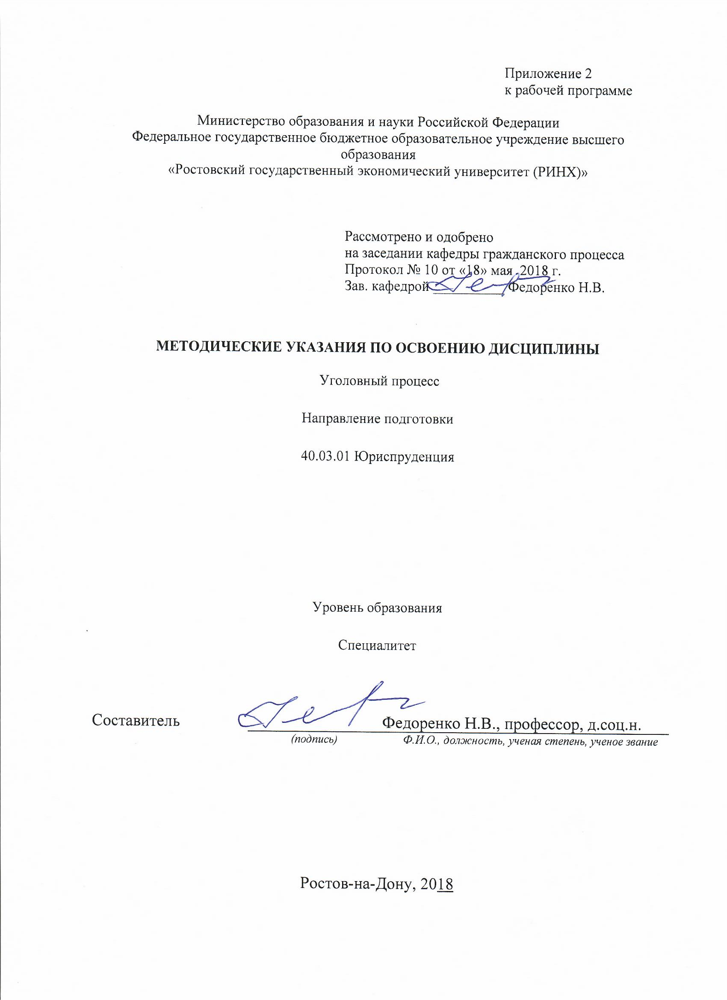 Приложение 2
к рабочей программе
Министерство образования и науки Российской Федерации
Федеральное государственное бюджетное образовательное учреждение высшего
образования
«Ростовский государственный экономический университет (РИНХ)»
Рассмотрено и одобрено
на заседании кафедры гражданского процесса
Протокол № 10 от «18» мая 2018 г.
Зав. кафедрой ___________ Федоренко Н.В.
МЕТОДИЧЕСКИЕ УКАЗАНИЯ ПО ОСВОЕНИЮ ДИСЦИПЛИНЫ
Уголовный процесс
Направление подготовки
40.03.01 Юриспруденция
Уровень образования
Специалитет
Составитель Федоренко Н.В., профессор, д.соц.н.
(подпись) Ф.И.О., должность, ученая степень, ученое звание
Ростов-на-Дону, 2018